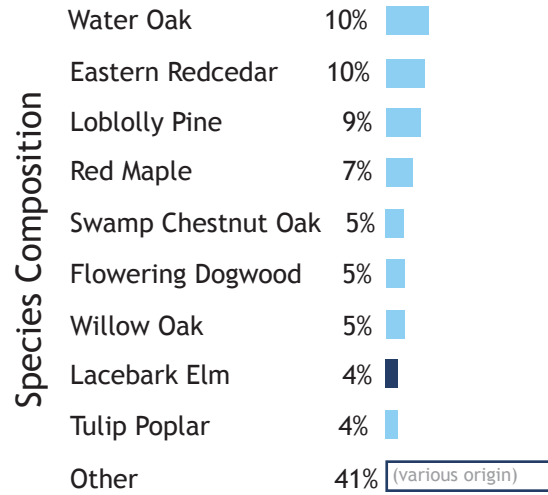 Species Composition
Water Oak 10%
Eastern Redcedar 10%
Loblolly Pine 9%
Red Maple 7%
Swamp Chestnut Oak 5%
Flowering Dogwood 5%
Willow Oak 5%
Lacebark Elm 4%
Tulip Poplar 4%
Other 41% (various origin)